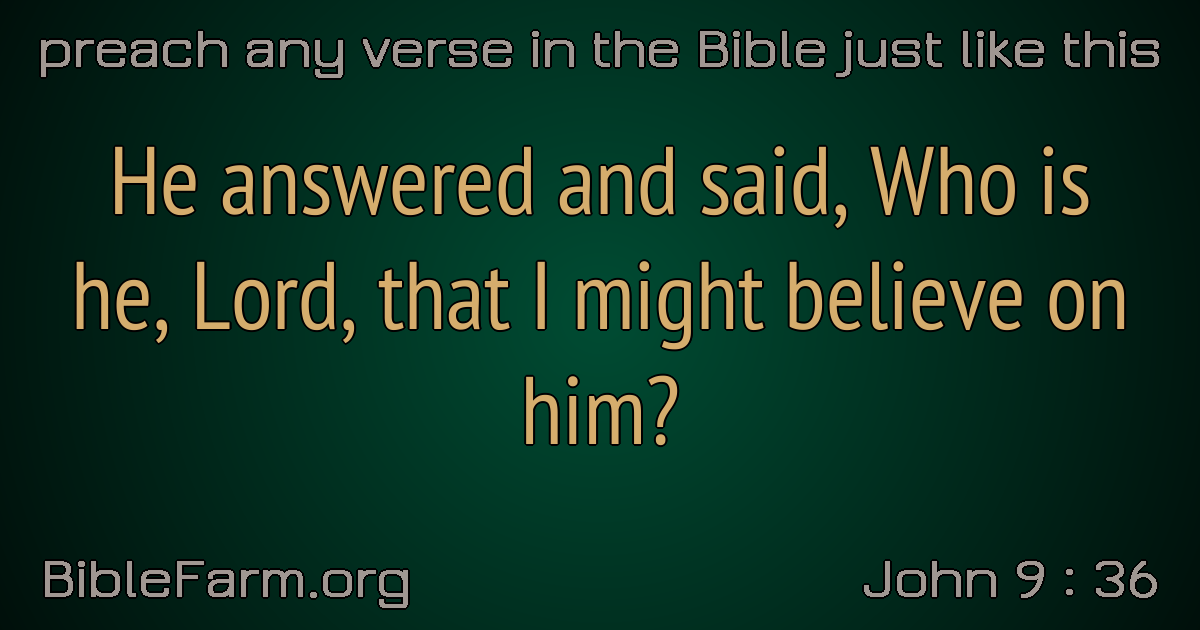 preach any verse in the Bible just like this
He answered and said, Who is
he, Lord, that I might believe on
him?
BibleFarm.org
John 9 : 36